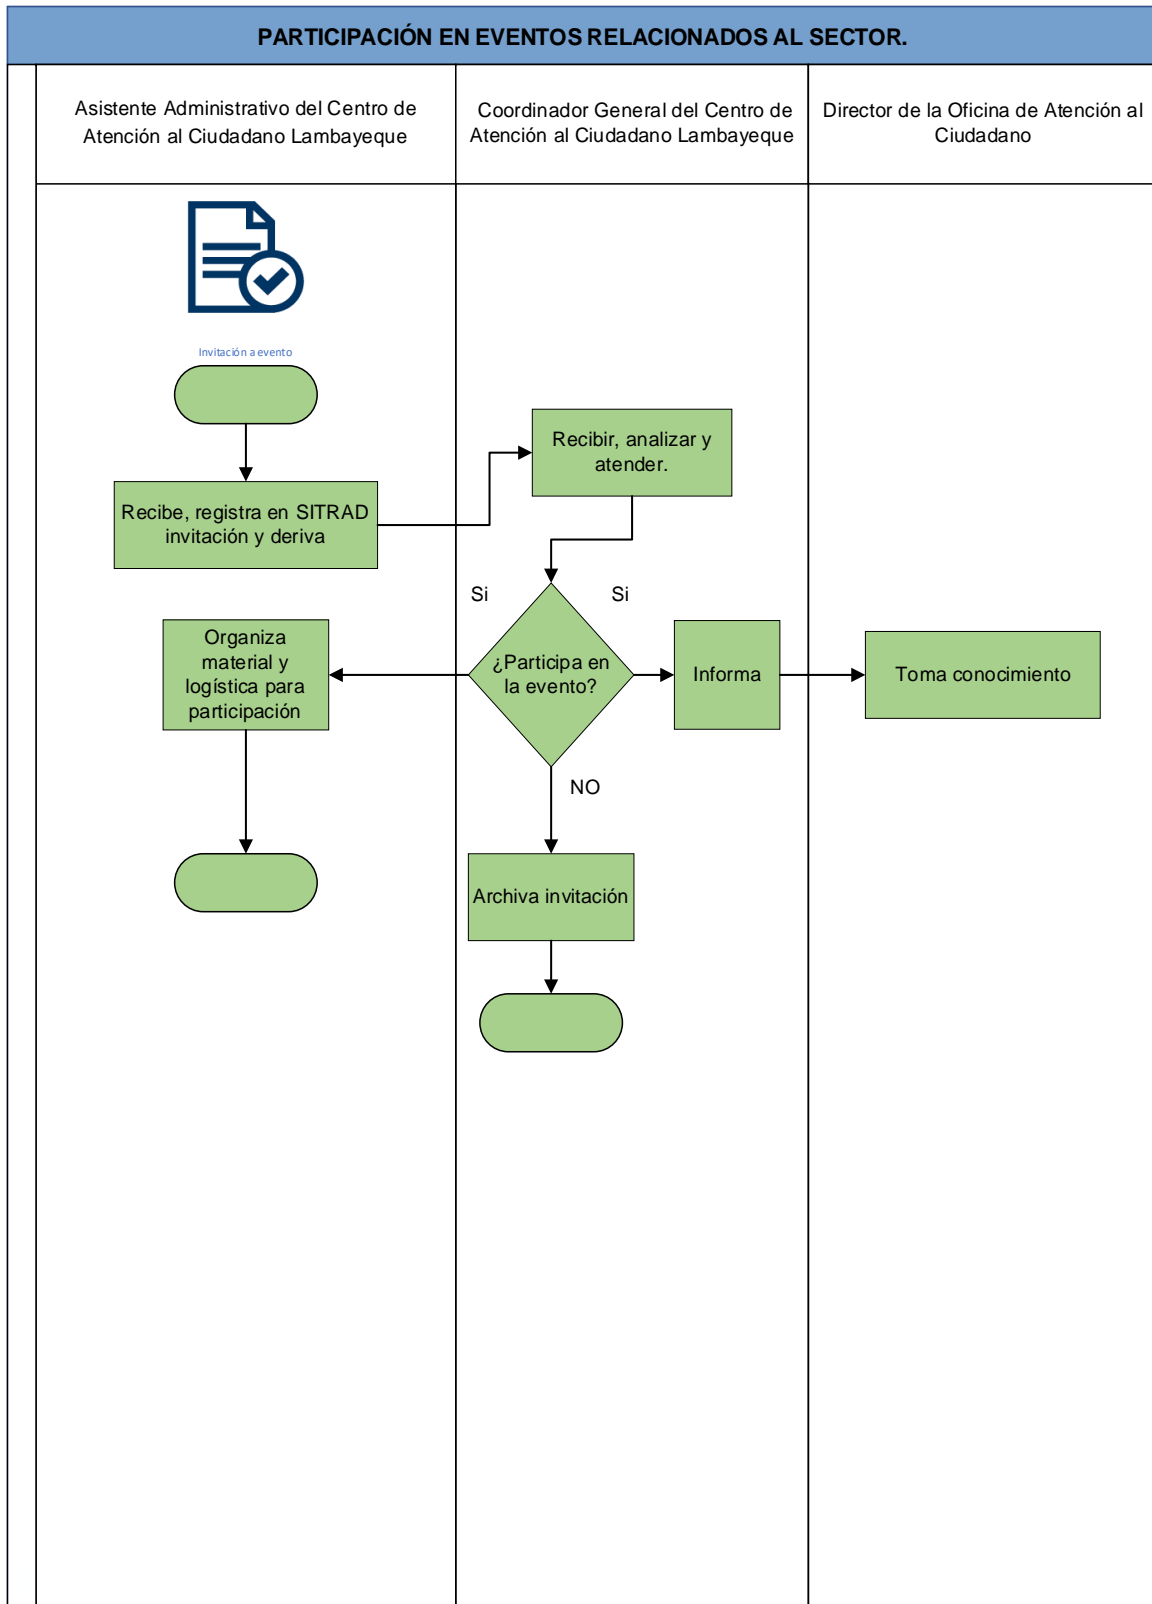 PARTICIPACIÓN EN EVENTOS RELACIONADOS AL SECTOR.
Asistente Administrativo del Centro de
Atención al Ciudadano Lambayeque
Coordinador General del Centro de
Atención al Ciudadano Lambayeque
Director de la Oficina de Atención al
Ciudadano
Invitación a evento
Recibe, registra en SITRAD
invitación y deriva
Recibir, analizar y
atender.
Si
Si
¿Participa en
la evento?
Organiza
material y
logística para
participación
Informa
Toma conocimiento
NO
Archiva invitación